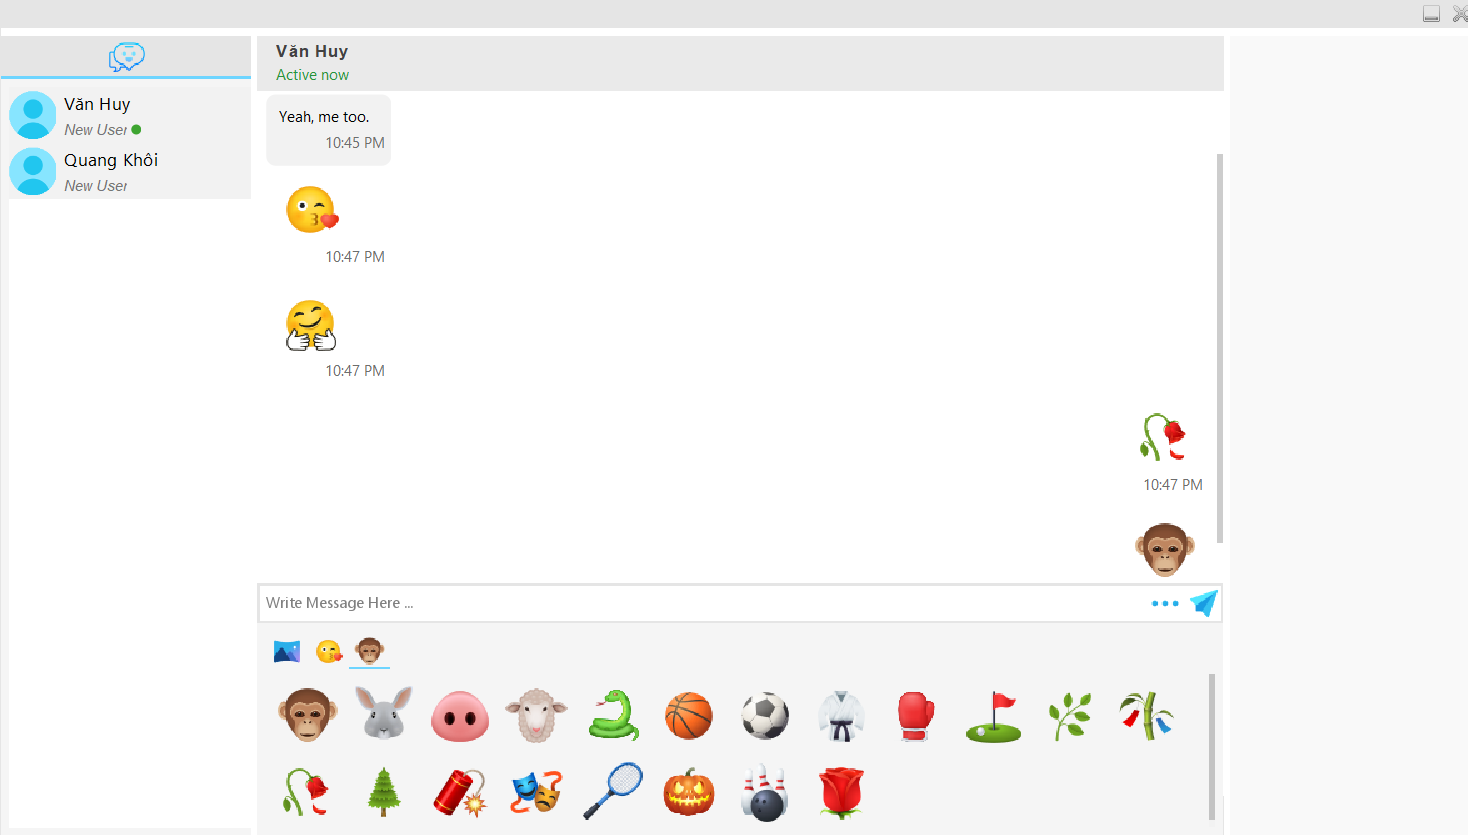 Văn Huy
New User
Quang Khôi
New User
Văn Huy
Active now
Yeah, me too.
10:45 PM
10:47 PM
10:47 PM
10:47 PM
Write Message Here ...